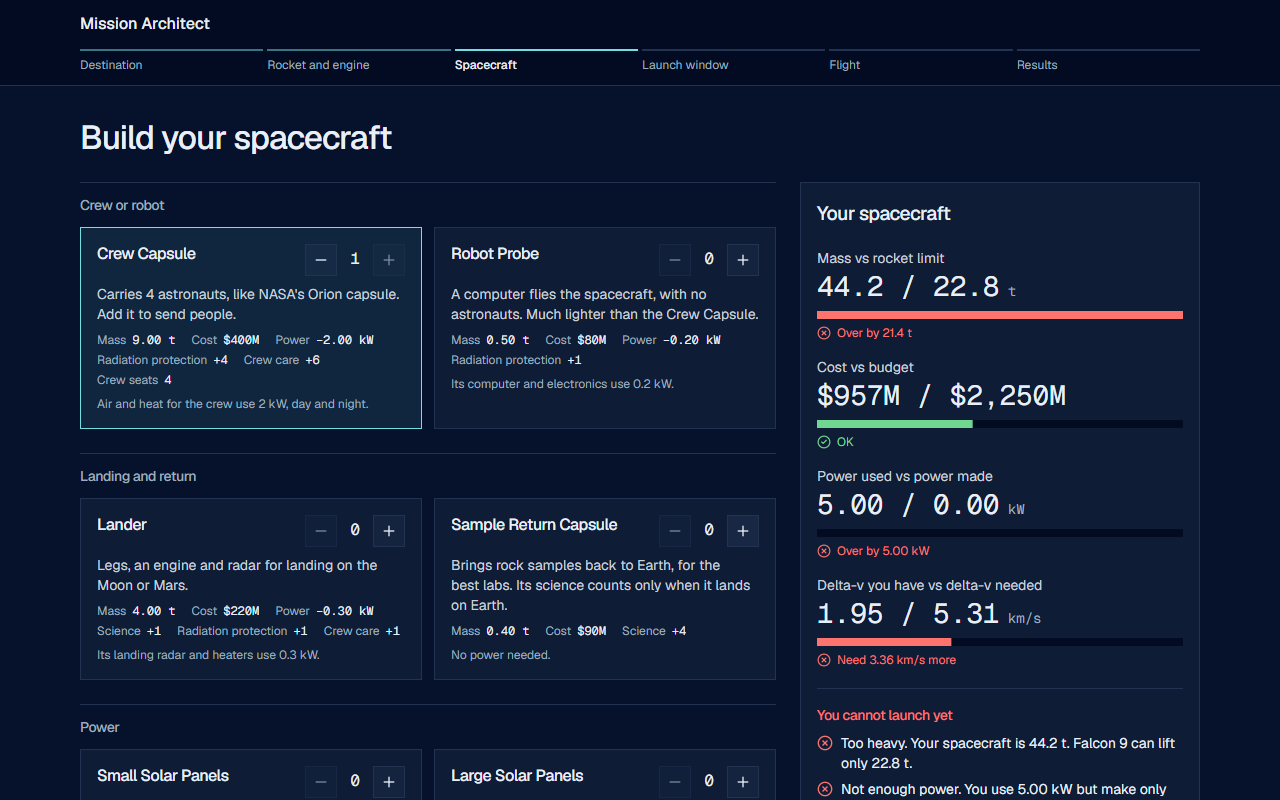 Mission Architect
Destination
Rocket and engine
Spacecraft
Launch window
Flight
Results
Build your spacecraft
Crew or robot
Crew Capsule
− 1 +
Carries 4 astronauts, like NASA's Orion capsule.
Add it to send people.
Mass 9.00 t Cost $400M Power −2.00 kW
Radiation protection +4 Crew care +6
Crew seats 4
Air and heat for the crew use 2 kW, day and night.
Robot Probe
− 0 +
A computer flies the spacecraft, with no
astronauts. Much lighter than the Crew Capsule.
Mass 0.50 t Cost $80M Power −0.20 kW
Radiation protection +1
Its computer and electronics use 0.2 kW.
Landing and return
Lander
− 0 +
Legs, an engine and radar for landing on the
Moon or Mars.
Mass 4.00 t Cost $220M Power −0.30 kW
Science +1 Radiation protection +1 Crew care +1
Its landing radar and heaters use 0.3 kW.
Sample Return Capsule
− 0 +
Brings rock samples back to Earth, for the
best labs. Its science counts only when it lands
on Earth.
Mass 0.40 t Cost $90M Science +4
No power needed.
Power
Small Solar Panels
− 0 +
Large Solar Panels
− 0 +
Your spacecraft
Mass vs rocket limit
44.2 / 22.8 t
Over by 21.4 t
Cost vs budget
$957M / $2,250M
OK
Power used vs power made
5.00 / 0.00 kW
Over by 5.00 kW
Delta-v you have vs delta-v needed
1.95 / 5.31 km/s
Need 3.36 km/s more
You cannot launch yet
Too heavy. Your spacecraft is 44.2 t. Falcon 9 can lift
only 22.8 t.
Not enough power. You use 5.00 kW but make only